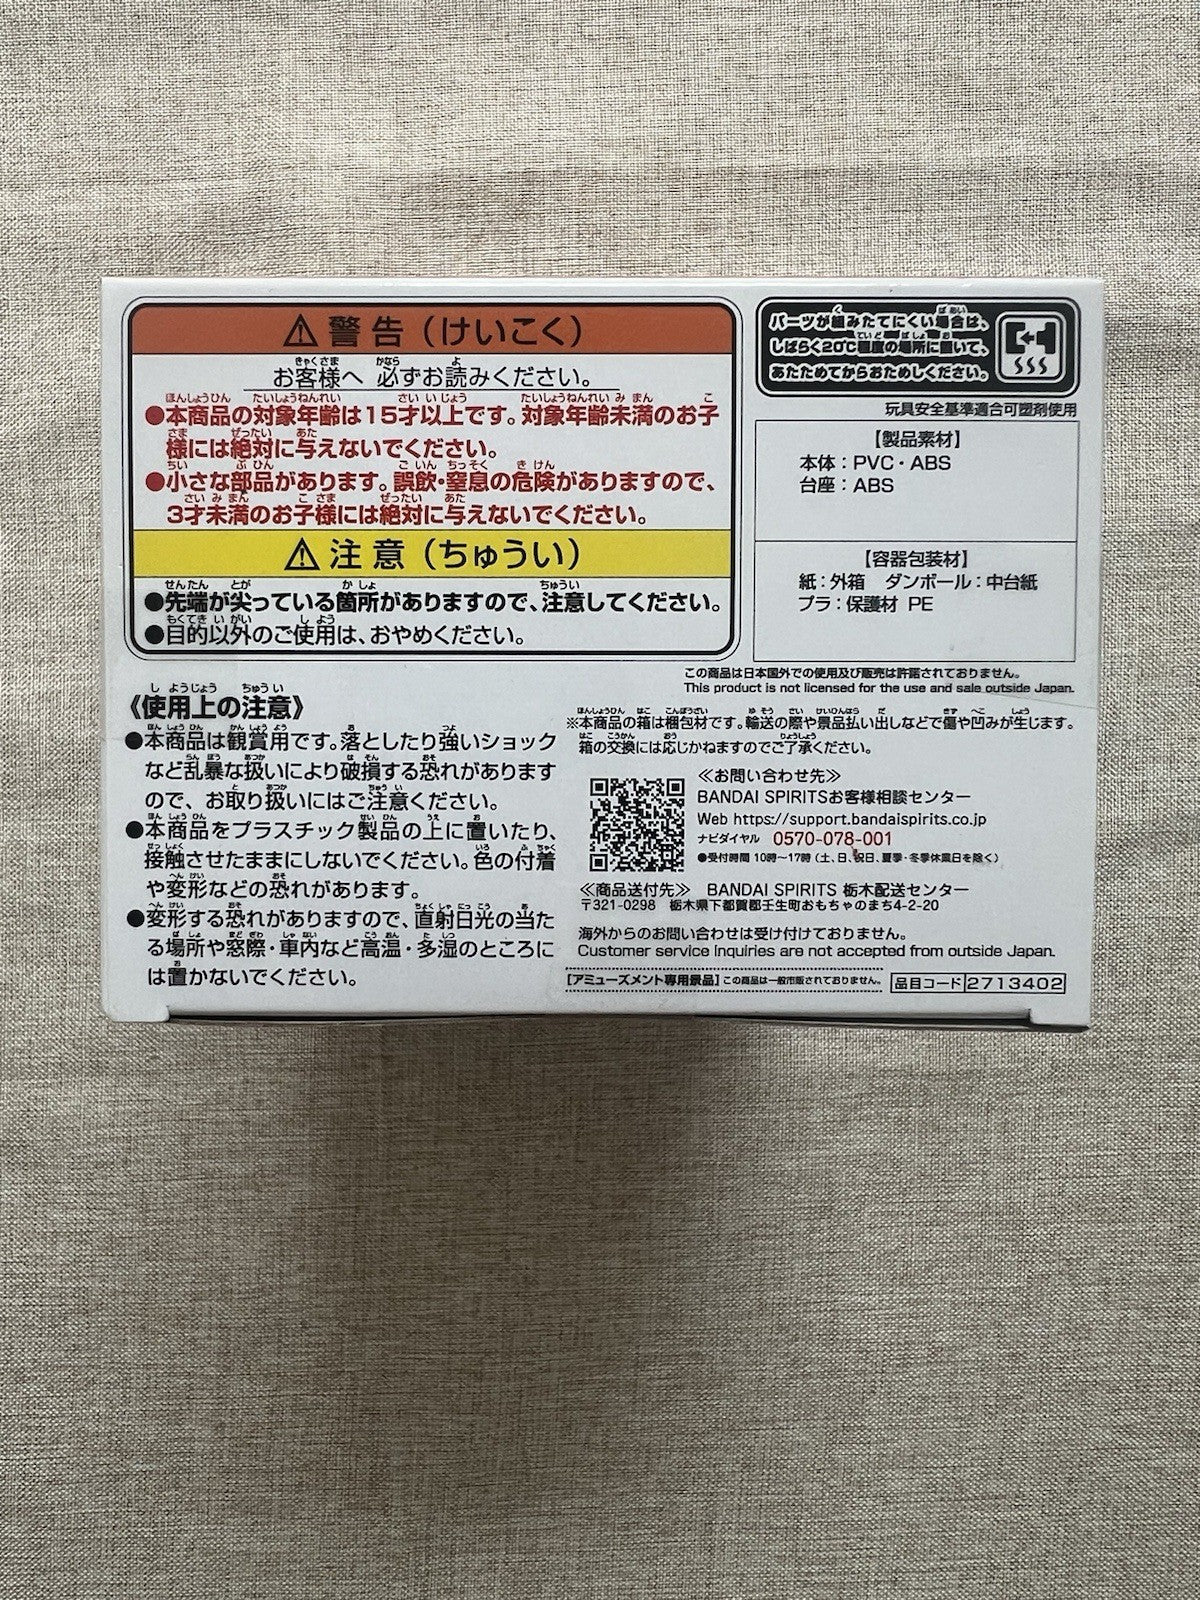 ⚠警告（けいこく）
お客様へ 必ずお読みください。
●本商品の対象年齢は15才以上です。対象年齢未満のお子
様には絶対に与えないでください。
●小さな部品があります。誤飲・窒息の危険がありますので、
3才未満のお子様には絶対に与えないでください。
⚠注意（ちゅうい）
●先端が尖っている箇所がありますので、注意してください。
●目的以外のご使用は、おやめください。
《使用上の注意》
●本商品は観賞用です。落としたり強いショック
など乱暴な扱いにより破損する恐れがあります
ので、お取り扱いにはご注意ください。
●本商品をプラスチック製品の上に置いたり、
接触させたままにしないでください。色の付着
や変形などの恐れがあります。
●変形する恐れがありますので、直射日光の当た
る場所や窓際・車内など高温・多湿のところに
は置かないでください。
パーツが組みたてにくい場合は、
しばらく20℃程度の場所に置いて、
あたためてからおためしください。
玩具安全基準適合可塑剤使用
【製品素材】
本体：PVC・ABS
台座：ABS
【容器包装材】
紙：外箱 ダンボール：中台紙
プラ：保護材 PE
この商品は日本国外での使用及び販売は許諾されておりません。
This product is not licensed for the use and sale outside Japan.
※本商品の箱は梱包材です。輸送の際や景品払い出しなどで傷や凹みが生じます。
箱の交換には応じかねますのでご了承ください。
≪お問い合わせ先≫
BANDAI SPIRITSお客様相談センター
Web https://support.bandaispirits.co.jp
ナビダイヤル 0570-078-001
●受付時間 10時〜17時（土、日、祝日、夏季・冬季休業日を除く）
≪商品送付先≫ BANDAI SPIRITS 栃木配送センター
〒321-0298 栃木県下都賀郡壬生町おもちゃのまち4-2-20
海外からのお問い合わせは受け付けておりません。
Customer service inquiries are not accepted from outside Japan.
［アミューズメント専用景品］この商品は一般市販されておりません。
品目コード 2713402